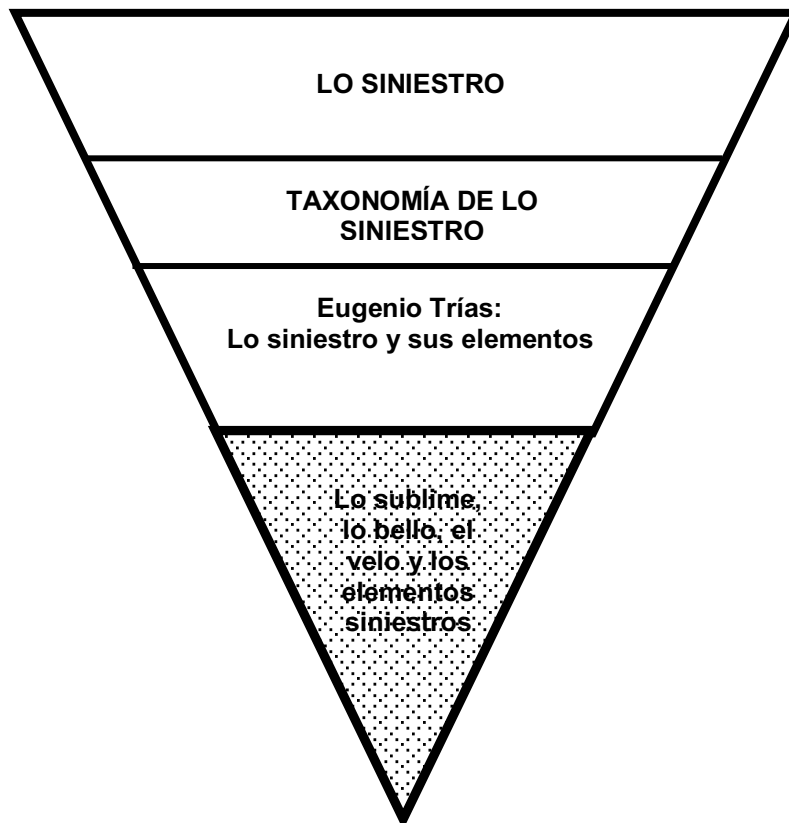 LO SINIESTRO
TAXONOMÍA DE LO
SINIESTRO
Eugenio Trías:
Lo siniestro y sus elementos
Lo sublime,
lo bello, el
velo y los
elementos
siniestros